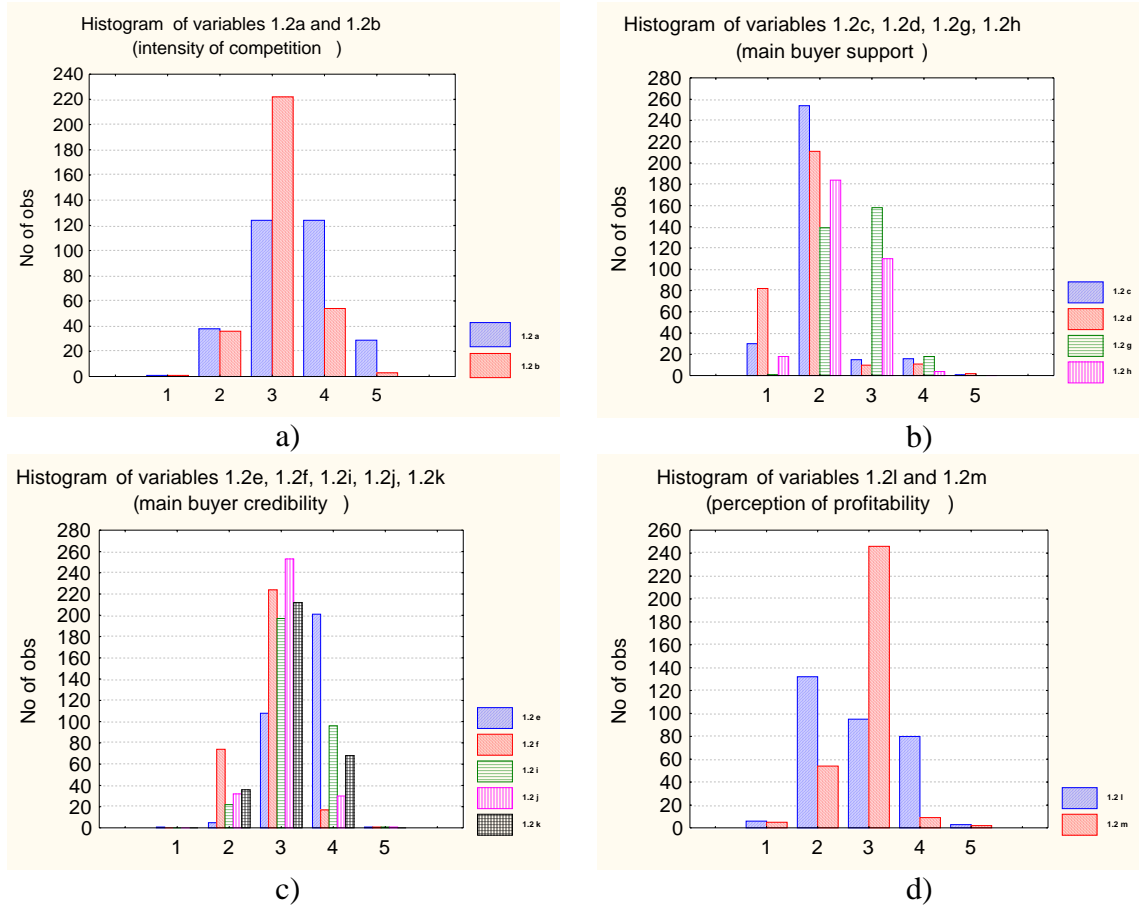 Histogram of variables 1.2a and 1.2b
(intensity of competition )
No of obs
240
220
200
180
160
140
120
100
80
60
40
20
0
1 2 3 4 5
1.2 a
1.2 b
a)
Histogram of variables 1.2c, 1.2d, 1.2g, 1.2h
(main buyer support )
No of obs
280
260
240
220
200
180
160
140
120
100
80
60
40
20
0
1 2 3 4 5
1.2 c
1.2 d
1.2 g
1.2 h
b)
Histogram of variables 1.2e, 1.2f, 1.2i, 1.2j, 1.2k
(main buyer credibility )
No of obs
280
260
240
220
200
180
160
140
120
100
80
60
40
20
0
1 2 3 4 5
1.2 e
1.2 f
1.2 i
1.2 j
1.2 k
c)
Histogram of variables 1.2l and 1.2m
(perception of profitability )
No of obs
260
240
220
200
180
160
140
120
100
80
60
40
20
0
1 2 3 4 5
1.2 l
1.2 m
d)